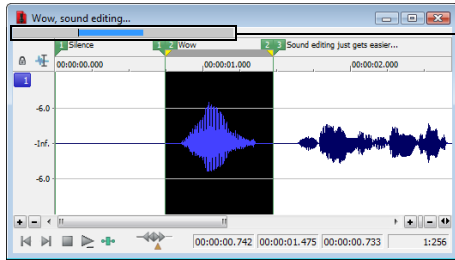 Wow, sound editing...
1 Silence 1 2 Wow 2 3 Sound editing just gets easier...
00:00:00.000 ,00:00:01.000 ,00:00:02.000
1
-6.0
-Inf.
-6.0
00:00:00.742 00:00:01.475 00:00:00.733 1:256